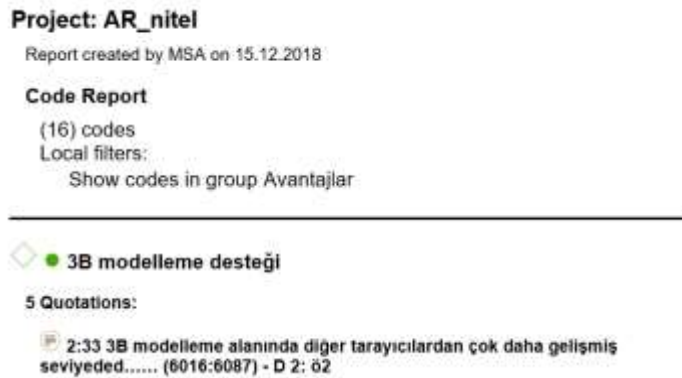 Project: AR_nitel
Report created by MSA on 15.12.2018
Code Report
(16) codes
Local filters:
Show codes in group Avantajlar
3B modelleme desteği
5 Quotations:
2:33 3B modelleme alanında diğer tarayıcılardan çok daha gelişmiş
seviyeded...... (6016:6087) - D 2: ö2